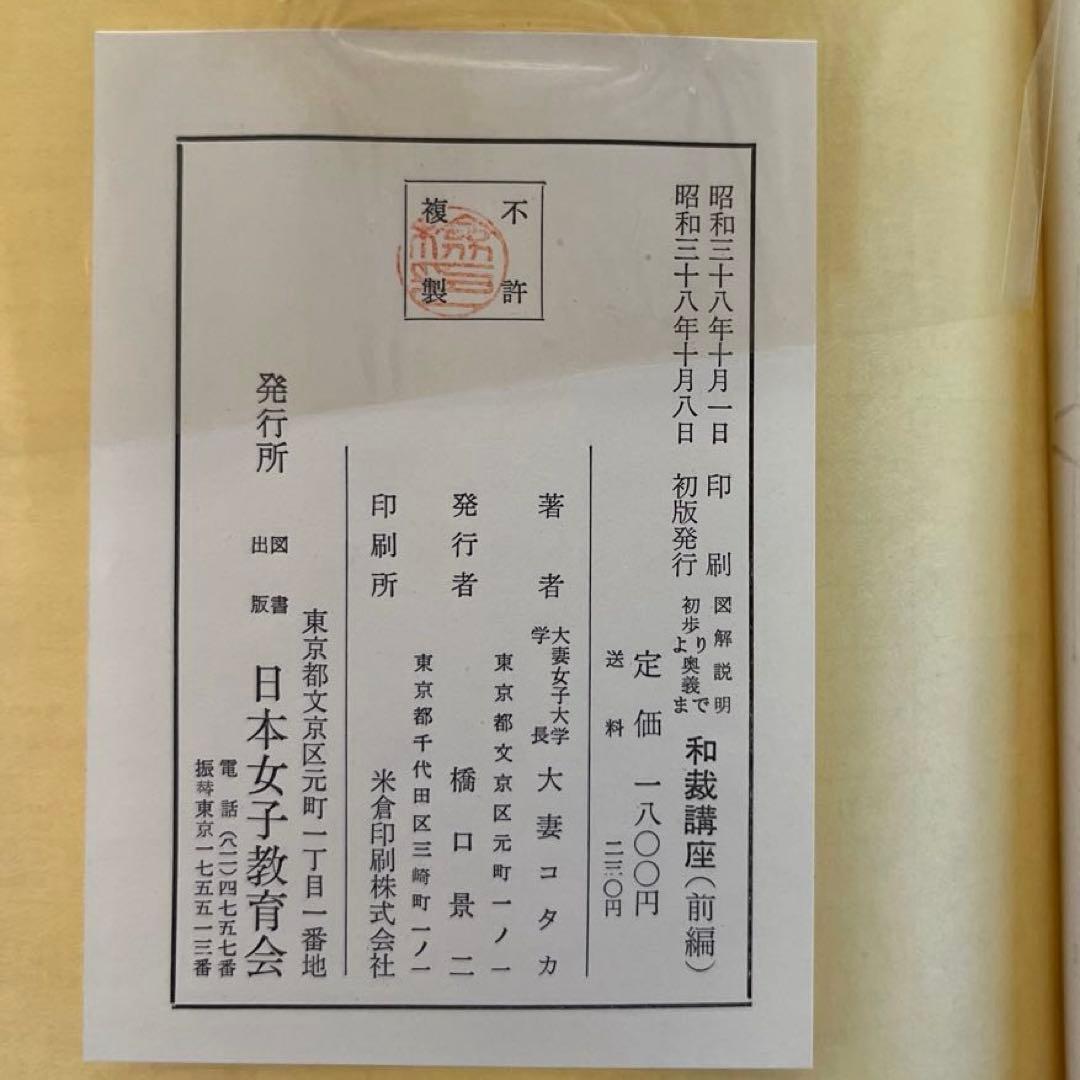 昭和三十八年十月一日 印刷
昭和三十八年十月八日 初版発行
図解説明
初歩より奥義まで
和裁講座(前編)
定価 一八〇〇円
送料 二三〇円
著者 大妻女子大学学長 大妻コタカ
東京都文京区元町一ノ一
発行者 橋口景二
東京都千代田区三崎町一ノ一
印刷所 米倉印刷株式会社
不許
複製
東京都文京区元町一丁目一番地
発行所 図書出版 日本女子教育会
電話(八一一)四七五七番
振替東京一七五五一三番